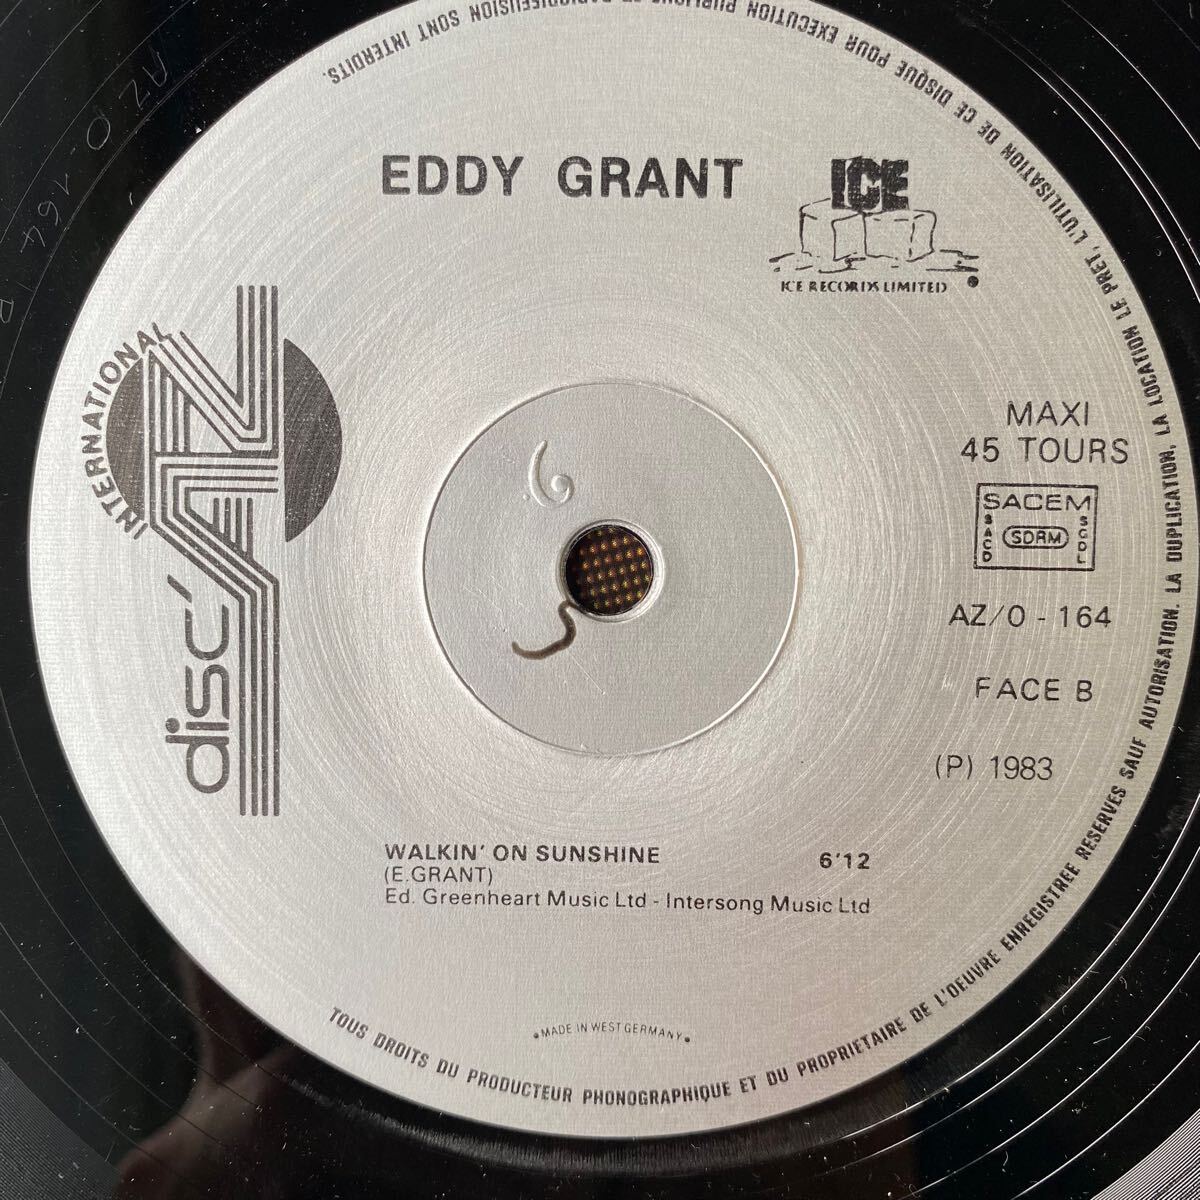 EDDY GRANT
ICE
ICE RECORDS LIMITED
INTERNATIONAL
disc' AZ
MAXI
45 TOURS
SACEM
SACD
SDRM
SGDL
AZ/O - 164
FACE B
(P) 1983
WALKIN' ON SUNSHINE 6'12
(E.GRANT)
Ed. Greenheart Music Ltd - Intersong Music Ltd
MADE IN WEST GERMANY
TOUS DROITS DU PRODUCTEUR PHONOGRAPHIQUE ET DU PROPRIETAIRE DE L'OEUVRE ENREGISTREE RESERVES SAUF AUTORISATION. LA DUPLICATION, LA LOCATION LE PRET, L'UTILISATION DE CE DISQUE POUR EXECUTION PUBLIQUE ET RADIODIFFUSION SONT INTERDITS.
AZ O-164